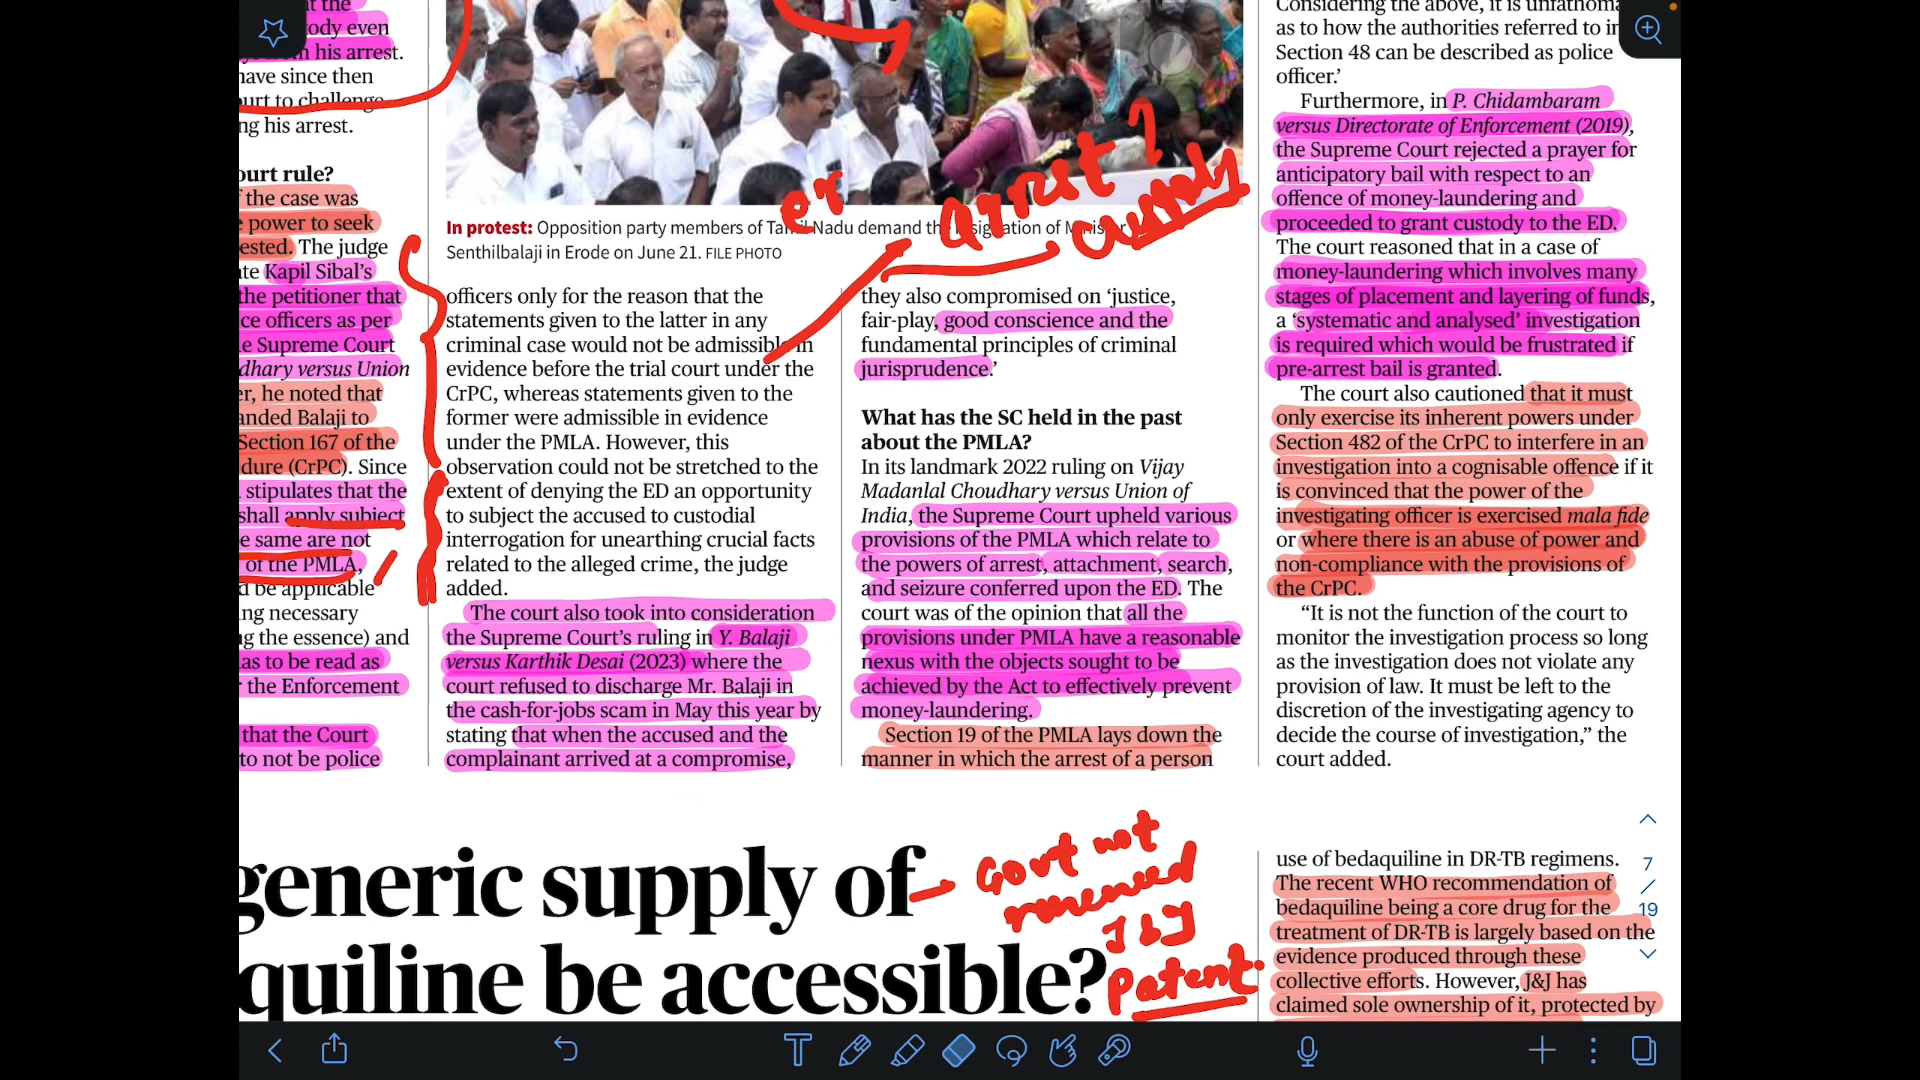 at the
tody even
his arrest.
have since then
ourt to challenge
ng his arrest.
ourt rule?
f the case was
e power to seek
ested. The judge
te Kapil Sibal's
the petitioner that
ce officers as per
e Supreme Court
dhary versus Union
er, he noted that
anded Balaji to
Section 167 of the
dure (CrPC). Since
stipulates that the
shall apply subject
e same are not
of the PMLA,
d be applicable
ing necessary
g the essence) and
as to be read as
the Enforcement
that the Court
to not be police
er
arrest?
custody
In protest: Opposition party members of Tamil Nadu demand the resignation of Minister
Senthilbalaji in Erode on June 21. FILE PHOTO
officers only for the reason that the
statements given to the latter in any
criminal case would not be admissible in
evidence before the trial court under the
CrPC, whereas statements given to the
former were admissible in evidence
under the PMLA. However, this
observation could not be stretched to the
extent of denying the ED an opportunity
to subject the accused to custodial
interrogation for unearthing crucial facts
related to the alleged crime, the judge
added.
The court also took into consideration
the Supreme Court's ruling in Y. Balaji
versus Karthik Desai (2023) where the
court refused to discharge Mr. Balaji in
the cash-for-jobs scam in May this year by
stating that when the accused and the
complainant arrived at a compromise,
they also compromised on 'justice,
fair-play, good conscience and the
fundamental principles of criminal
jurisprudence.'
What has the SC held in the past
about the PMLA?
In its landmark 2022 ruling on Vijay
Madanlal Choudhary versus Union of
India, the Supreme Court upheld various
provisions of the PMLA which relate to
the powers of arrest, attachment, search,
and seizure conferred upon the ED. The
court was of the opinion that all the
provisions under PMLA have a reasonable
nexus with the objects sought to be
achieved by the Act to effectively prevent
money-laundering.
Section 19 of the PMLA lays down the
manner in which the arrest of a person
Considering the above, it is unfathoma
as to how the authorities referred to in
Section 48 can be described as police
officer.'
Furthermore, in P. Chidambaram
versus Directorate of Enforcement (2019),
the Supreme Court rejected a prayer for
anticipatory bail with respect to an
offence of money-laundering and
proceeded to grant custody to the ED.
The court reasoned that in a case of
money-laundering which involves many
stages of placement and layering of funds,
a 'systematic and analysed' investigation
is required which would be frustrated if
pre-arrest bail is granted.
The court also cautioned that it must
only exercise its inherent powers under
Section 482 of the CrPC to interfere in an
investigation into a cognisable offence if it
is convinced that the power of the
investigating officer is exercised mala fide
or where there is an abuse of power and
non-compliance with the provisions of
the CrPC.
"It is not the function of the court to
monitor the investigation process so long
as the investigation does not violate any
provision of law. It must be left to the
discretion of the investigating agency to
decide the course of investigation," the
court added.
generic supply of
quiline be accessible?
Govt not
renewed
J&J
Patent.
use of bedaquiline in DR-TB regimens.
The recent WHO recommendation of
bedaquiline being a core drug for the
treatment of DR-TB is largely based on the
evidence produced through these
collective efforts. However, J&J has
claimed sole ownership of it, protected by
7
/
19
T